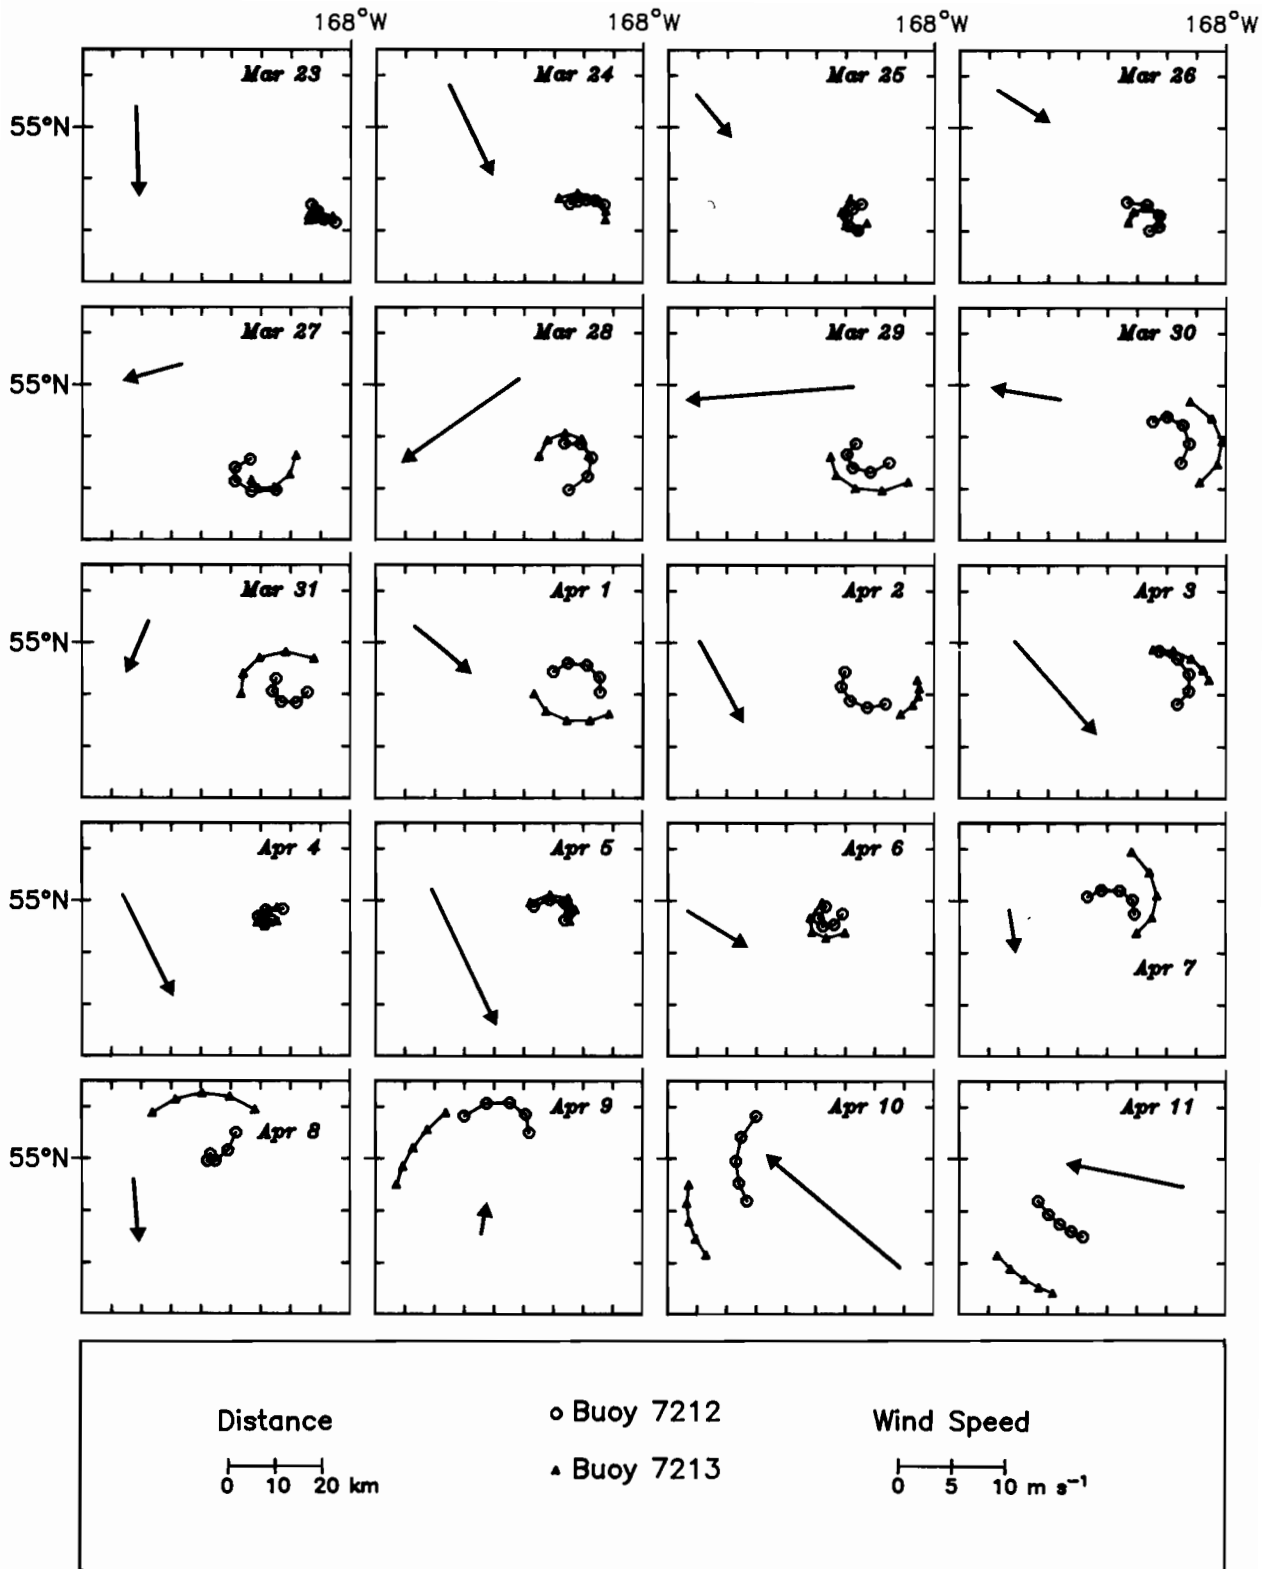 168°W 168°W 168°W 168°W
Mar 23 Mar 24 Mar 25 Mar 26
55°N
Mar 27 Mar 28 Mar 29 Mar 30
55°N
Mar 31 Apr 1 Apr 2 Apr 3
55°N
Apr 4 Apr 5 Apr 6
55°N
Apr 7
Apr 9 Apr 10 Apr 11
Apr 8
55°N
Distance Buoy 7212 Wind Speed
Buoy 7213
0 10 20 km 0 5 10 m s⁻¹